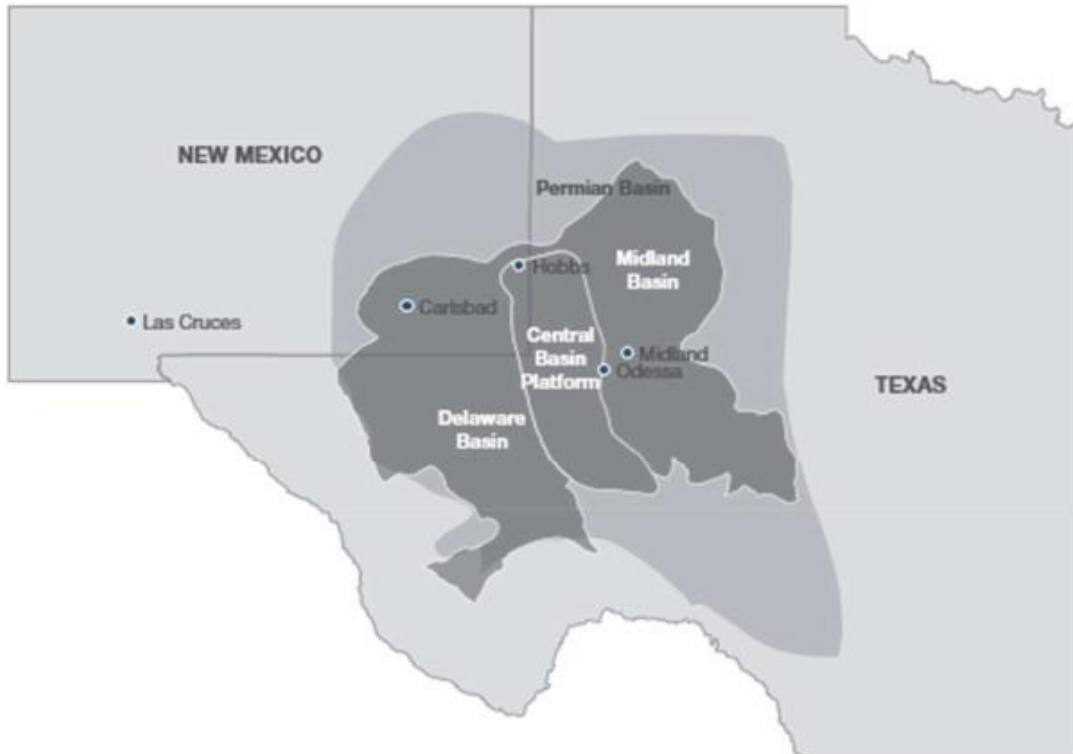 NEW MEXICO
Permian Basin
Midland
Basin
Hobbs
Carlsbad
Las Cruces
Central
Basin
Platform
Midland
Odessa
TEXAS
Delaware
Basin